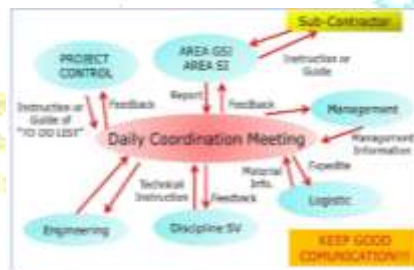 Sub-Contractor
PROJECT
CONTROL
AREA GSI
AREA SI
Instruction or
Guide
Instruction or
Guide of
"TO DO LIST"
Feedback
Report
Feedback
Management
Daily Coordination Meeting
Management
Information
Technical
Instruction
Feedback
Material
Info.
Expedite
Engineering
Discipline SV
Logistic
KEEP GOOD
COMUNICATION!!!